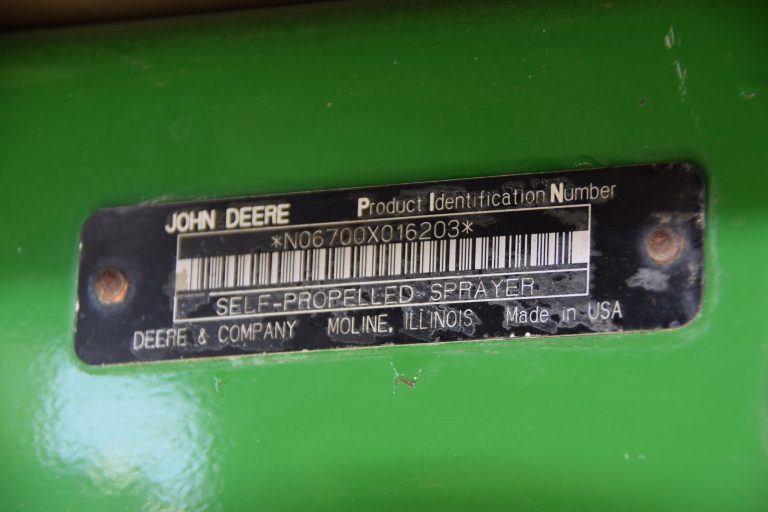 JOHN DEERE Product Identification Number
*N06700X016203*
SELF-PROPELLED SPRAYER
DEERE & COMPANY MOLINE, ILLINOIS Made in USA